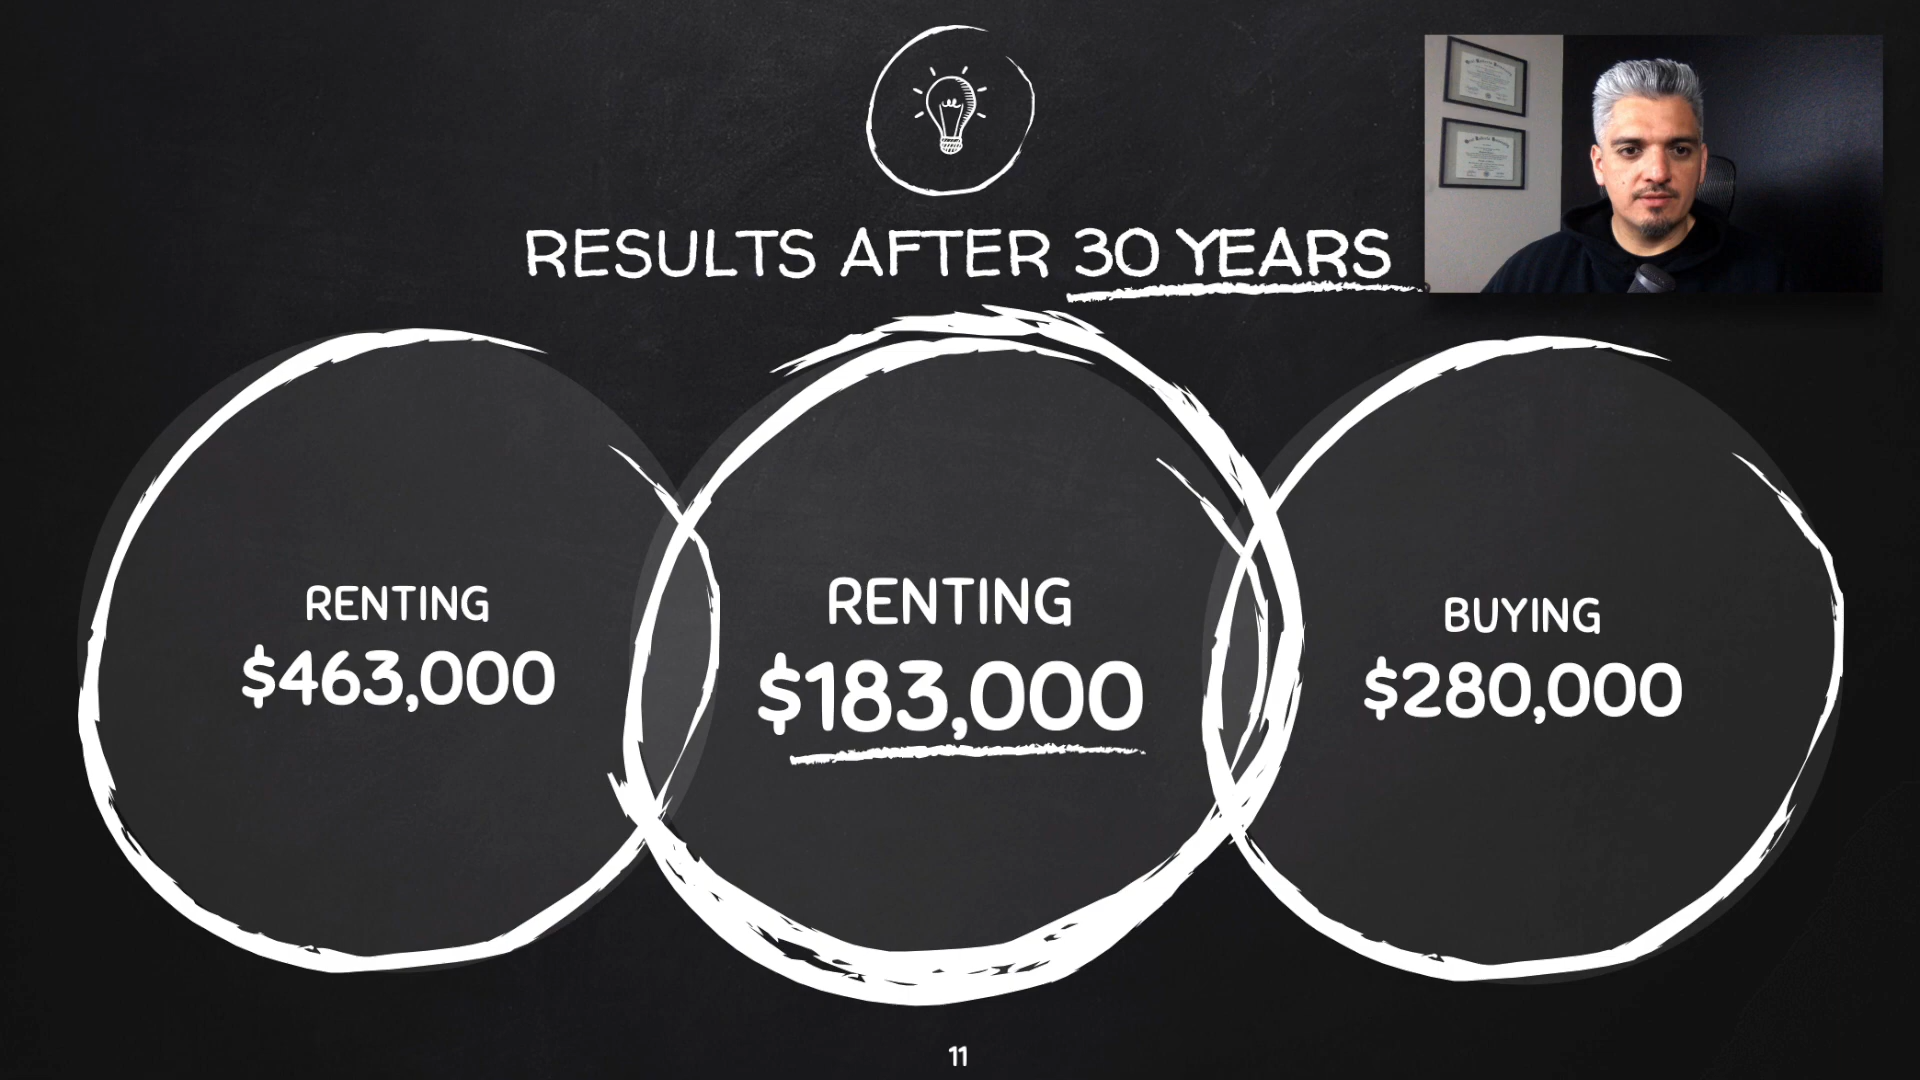 RESULTS AFTER 30 YEARS
RENTING
$463,000
RENTING
$183,000
BUYING
$280,000
11